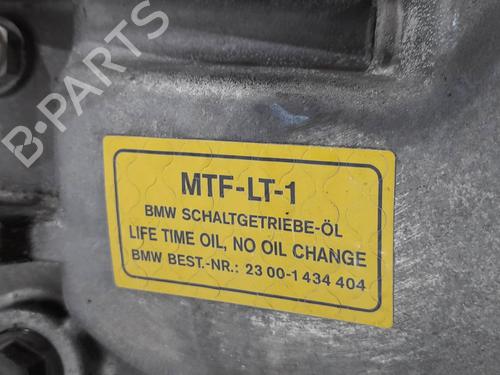 B-PARTS
MTF-LT-1
BMW SCHALTGETRIEBE-ÖL
LIFE TIME OIL, NO OIL CHANGE
BMW BEST.-NR.: 23 00-1 434 404